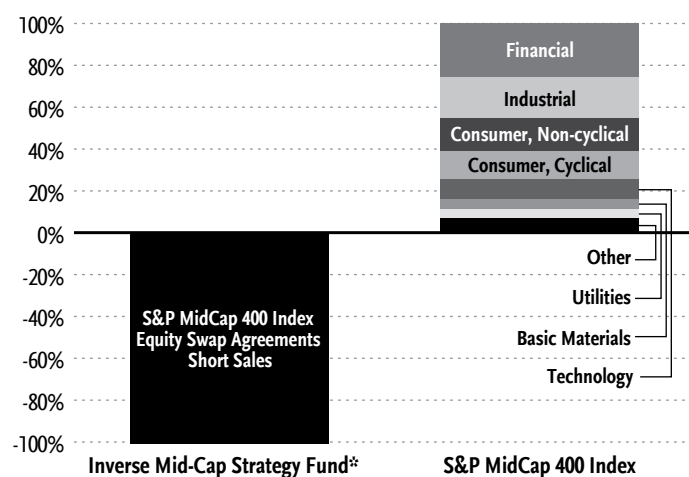 100%
80%
60%
40%
20%
0%
-20%
-40%
-60%
-80%
-100%
S&P MidCap 400 Index
Equity Swap Agreements
Short Sales
Financial
Industrial
Consumer, Non-cyclical
Consumer, Cyclical
Other
Utilities
Basic Materials
Technology
Inverse Mid-Cap Strategy Fund*
S&P MidCap 400 Index